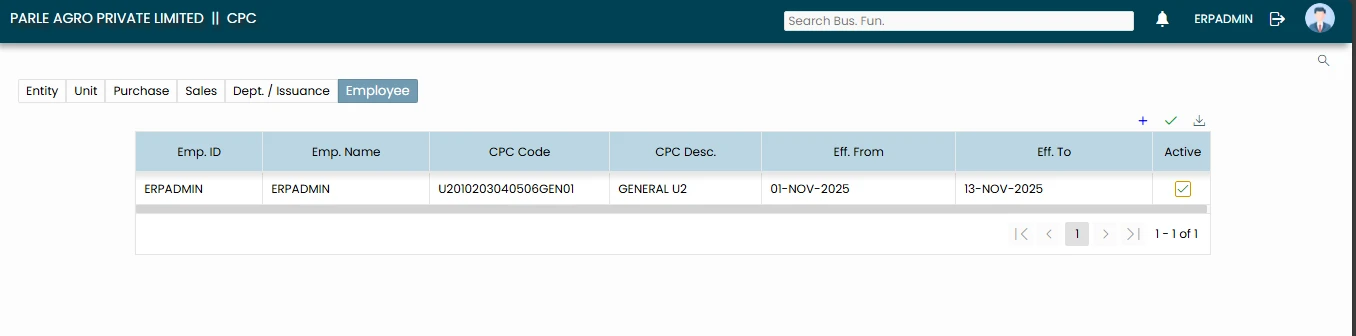 PARLE AGRO PRIVATE LIMITED || CPC
Search Bus. Fun.
ERPADMIN
Entity Unit Purchase Sales Dept. / Issuance Employee
Emp. ID Emp. Name CPC Code CPC Desc. Eff. From Eff. To Active
ERPADMIN ERPADMIN U2010203040506GEN01 GENERAL U2 01-NOV-2025 13-NOV-2025
1 1 - 1 of 1